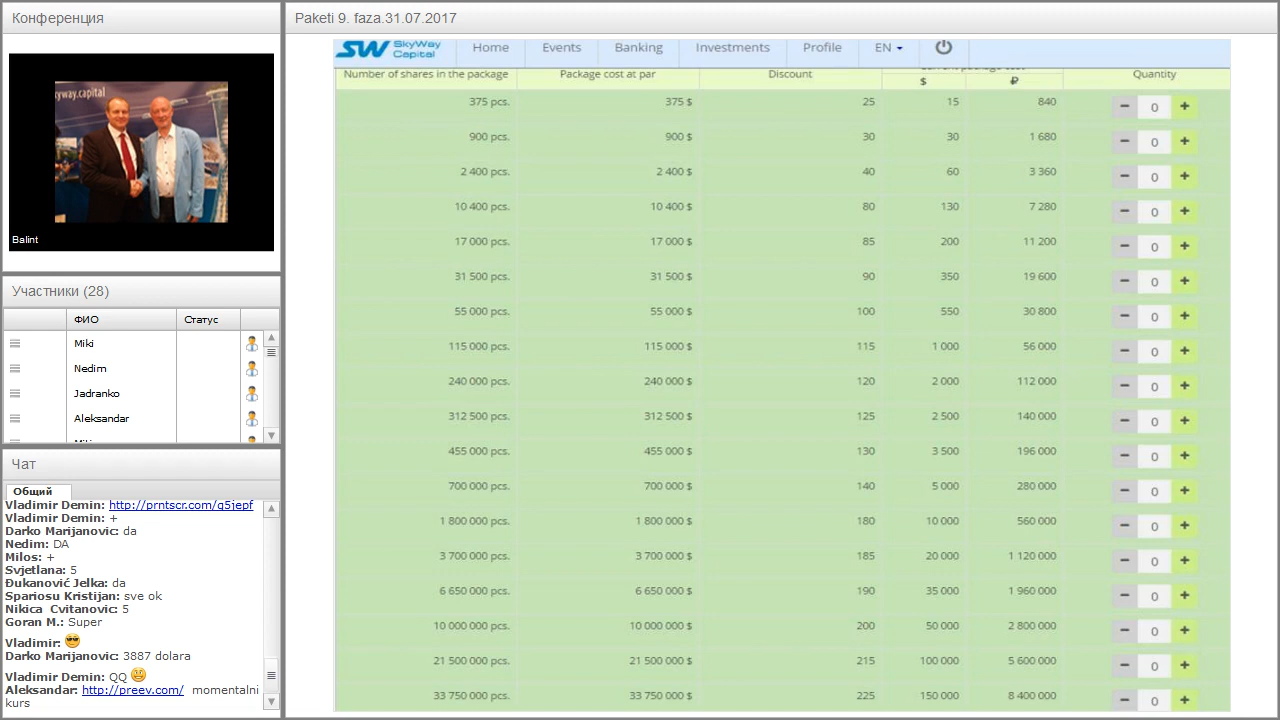 Конференция
kyway.capital
Balint
Участники (28)
ФИО Статус
Miki
Nedim
Jadranko
Aleksandar
Чат
Общий
Vladimir Demin: http://prntscr.com/q5jepf
Vladimir Demin: +
Darko Marijanovic: da
Nedim: DA
Milos: +
Svjetlana: 5
Đukanović Jelka: da
Spariosu Kristijan: sve ok
Nikica Cvitanovic: 5
Goran M.: Super
Vladimir:
Darko Marijanovic: 3887 dolara
Vladimir Demin: QQ
Aleksandar: http://preev.com/ momentalni
kurs
Paketi 9. faza.31.07.2017
SW SkyWay Capital Home Events Banking Investments Profile EN
Number of shares in the package Package cost at par Discount $ ₽ Quantity
375 pcs. 375 $ 25 15 840 − 0 +
900 pcs. 900 $ 30 30 1 680 − 0 +
2 400 pcs. 2 400 $ 40 60 3 360 − 0 +
10 400 pcs. 10 400 $ 80 130 7 280 − 0 +
17 000 pcs. 17 000 $ 85 200 11 200 − 0 +
31 500 pcs. 31 500 $ 90 350 19 600 − 0 +
55 000 pcs. 55 000 $ 100 550 30 800 − 0 +
115 000 pcs. 115 000 $ 115 1 000 56 000 − 0 +
240 000 pcs. 240 000 $ 120 2 000 112 000 − 0 +
312 500 pcs. 312 500 $ 125 2 500 140 000 − 0 +
455 000 pcs. 455 000 $ 130 3 500 196 000 − 0 +
700 000 pcs. 700 000 $ 140 5 000 280 000 − 0 +
1 800 000 pcs. 1 800 000 $ 180 10 000 560 000 − 0 +
3 700 000 pcs. 3 700 000 $ 185 20 000 1 120 000 − 0 +
6 650 000 pcs. 6 650 000 $ 190 35 000 1 960 000 − 0 +
10 000 000 pcs. 10 000 000 $ 200 50 000 2 800 000 − 0 +
21 500 000 pcs. 21 500 000 $ 215 100 000 5 600 000 − 0 +
33 750 000 pcs. 33 750 000 $ 225 150 000 8 400 000 − 0 +